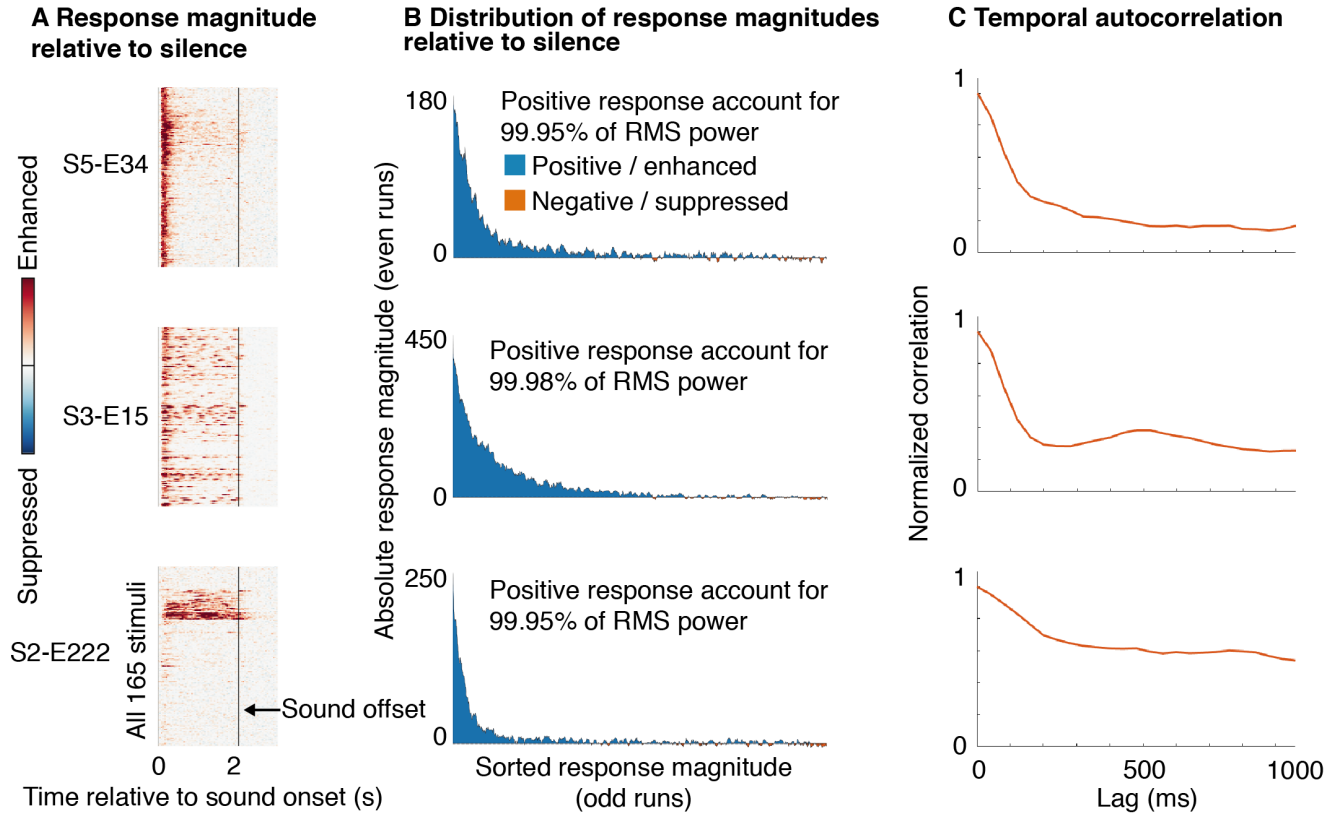 A Response magnitude
relative to silence
Enhanced
Suppressed
S5-E34
S3-E15
S2-E222
All 165 stimuli
Sound offset
0 2
Time relative to sound onset (s)
B Distribution of response magnitudes
relative to silence
Absolute response magnitude (even runs)
180
0
Positive response account for
99.95% of RMS power
Positive / enhanced
Negative / suppressed
450
0
Positive response account for
99.98% of RMS power
250
0
Positive response account for
99.95% of RMS power
Sorted response magnitude
(odd runs)
C Temporal autocorrelation
Normalized correlation
1
0
1
0
1
0
0 500 1000
Lag (ms)